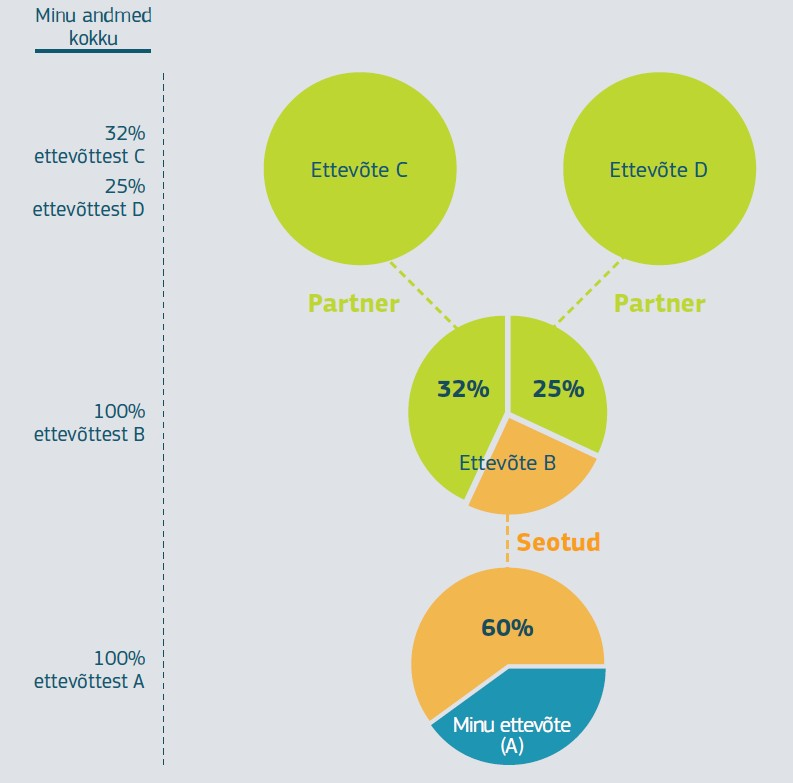 Minu andmed
kokku
32%
ettevõttest C
25%
ettevõttest D
Ettevõte C
Ettevõte D
Partner
Partner
32%
25%
100%
ettevõttest B
Ettevõte B
Seotud
60%
100%
ettevõttest A
Minu ettevõte
(A)